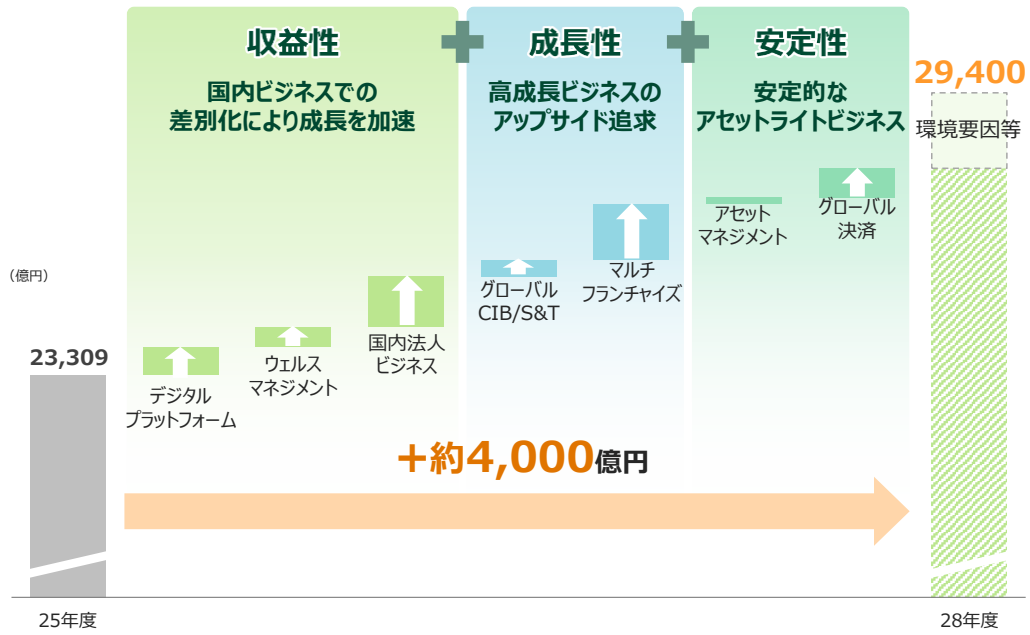 収益性
国内ビジネスでの
差別化により成長を加速
成長性
高成長ビジネスの
アップサイド追求
安定性
安定的な
アセットライトビジネス
29,400
環境要因等
(億円)
23,309
デジタル
プラットフォーム
ウェルス
マネジメント
国内法人
ビジネス
グローバル
CIB/S&T
マルチ
フランチャイズ
アセット
マネジメント
グローバル
決済
+約4,000億円
25年度
28年度